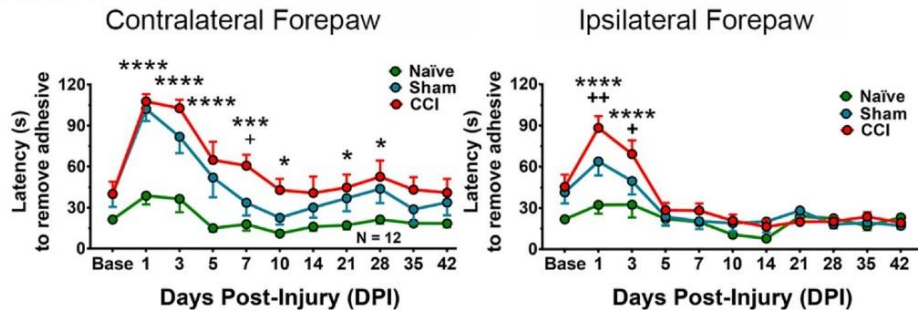 Contralateral Forepaw
Latency (s)
to remove adhesive
120
90
60
30
0
****
****
****
***
+
*
*
*
Naïve
Sham
CCI
N = 12
Base 1 3 5 7 10 14 21 28 35 42
Days Post-Injury (DPI)
Ipsilateral Forepaw
Latency (s)
to remove adhesive
120
90
60
30
0
****
++
****
+
Naïve
Sham
CCI
Base 1 3 5 7 10 14 21 28 35 42
Days Post-Injury (DPI)